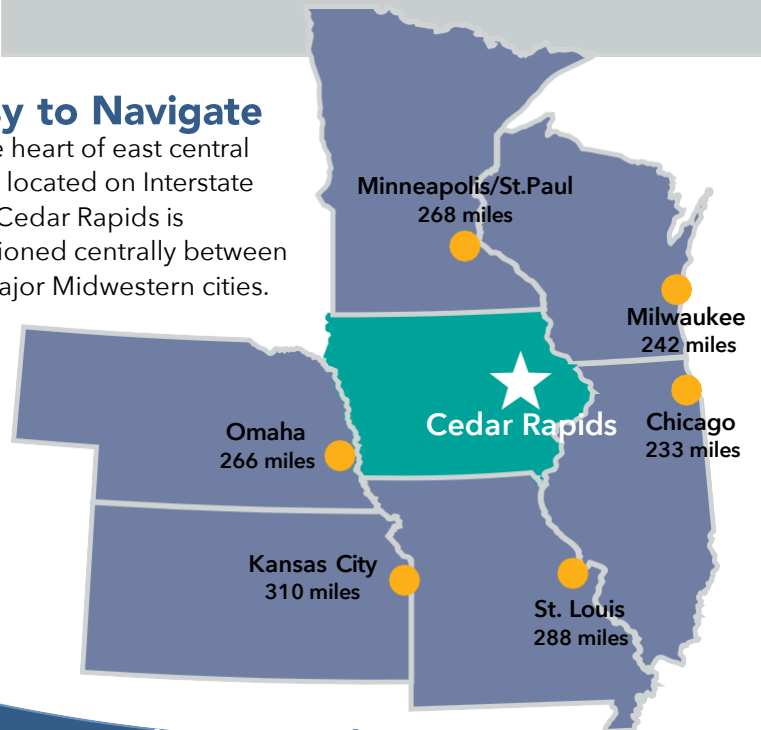 to Navigate
heart of east central
located on Interstate
Cedar Rapids is
centrally between
Midwestern cities.
Minneapolis/St.Paul
268 miles
Milwaukee
242 miles
Cedar Rapids
Chicago
233 miles
Omaha
266 miles
Kansas City
310 miles
St. Louis
288 miles